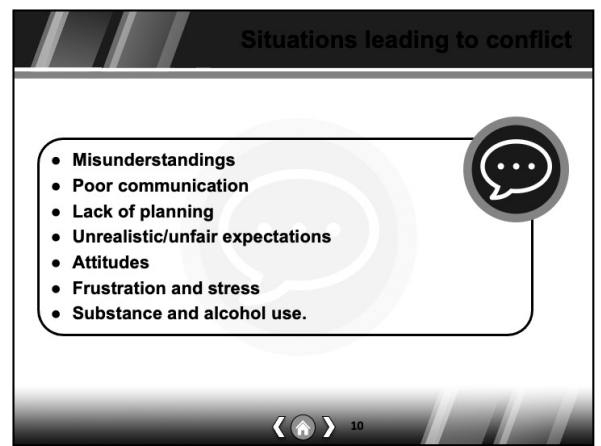 Situations leading to conflict
● Misunderstandings
● Poor communication
● Lack of planning
● Unrealistic/unfair expectations
● Attitudes
● Frustration and stress
● Substance and alcohol use.
10